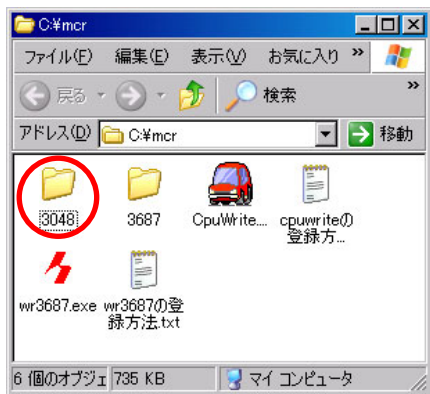 C:¥mcr
ファイル(F) 編集(E) 表示(V) お気に入り »
戻る 検索 »
アドレス(D) C:¥mcr 移動
3048 3687 CpuWrite.... cpuwriteの登録方...
wr3687.exe wr3687の登録方法.txt
6 個のオブジェ 735 KB マイ コンピュータ